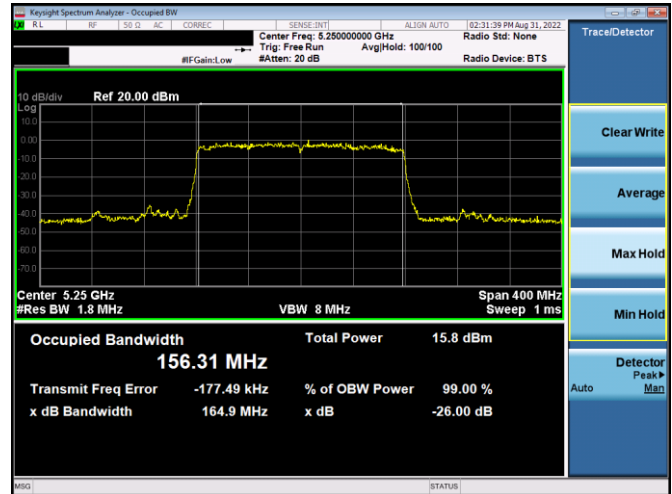 Keysight Spectrum Analyzer - Occupied BW
RL RF 50 Ω AC CORREC SENSE:INT ALIGN AUTO 02:31:39 PM Aug 31, 2022
Center Freq: 5.250000000 GHz Radio Std: None
Trig: Free Run Avg|Hold: 100/100
#IFGain:Low #Atten: 20 dB Radio Device: BTS
Trace/Detector
10 dB/div Ref 20.00 dBm
Log
10.0
0.00
-10.0
-20.0
-30.0
-40.0
-50.0
-60.0
-70.0
Center 5.25 GHz Span 400 MHz
#Res BW 1.8 MHz VBW 8 MHz Sweep 1 ms
Occupied Bandwidth Total Power 15.8 dBm
156.31 MHz
Transmit Freq Error -177.49 kHz % of OBW Power 99.00 %
x dB Bandwidth 164.9 MHz x dB -26.00 dB
Clear Write
Average
Max Hold
Min Hold
Detector
Peak▶
Auto Man
MSG STATUS